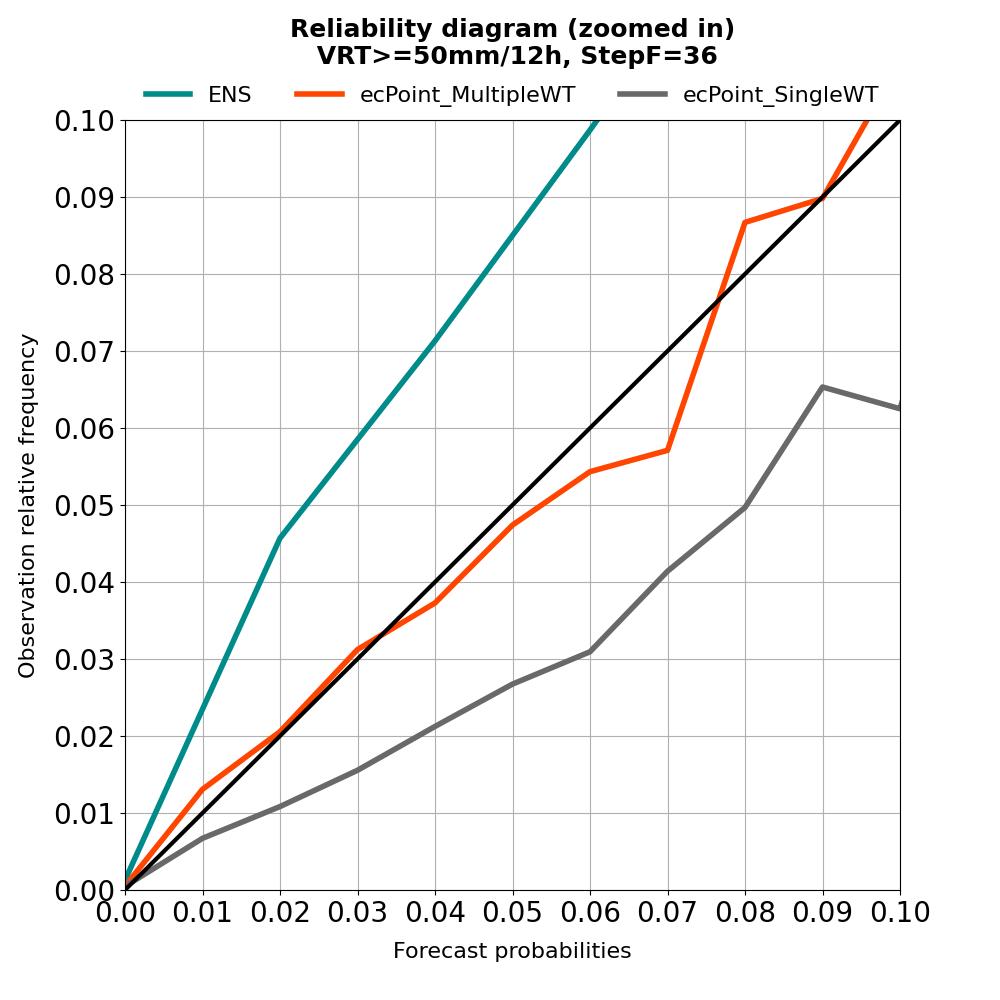 Reliability diagram (zoomed in)
VRT>=50mm/12h, StepF=36
ENS ecPoint_MultipleWT ecPoint_SingleWT
0.10
0.09
0.08
0.07
0.06
0.05
0.04
0.03
0.02
0.01
0.00
Observation relative frequency
0.00 0.01 0.02 0.03 0.04 0.05 0.06 0.07 0.08 0.09 0.10
Forecast probabilities